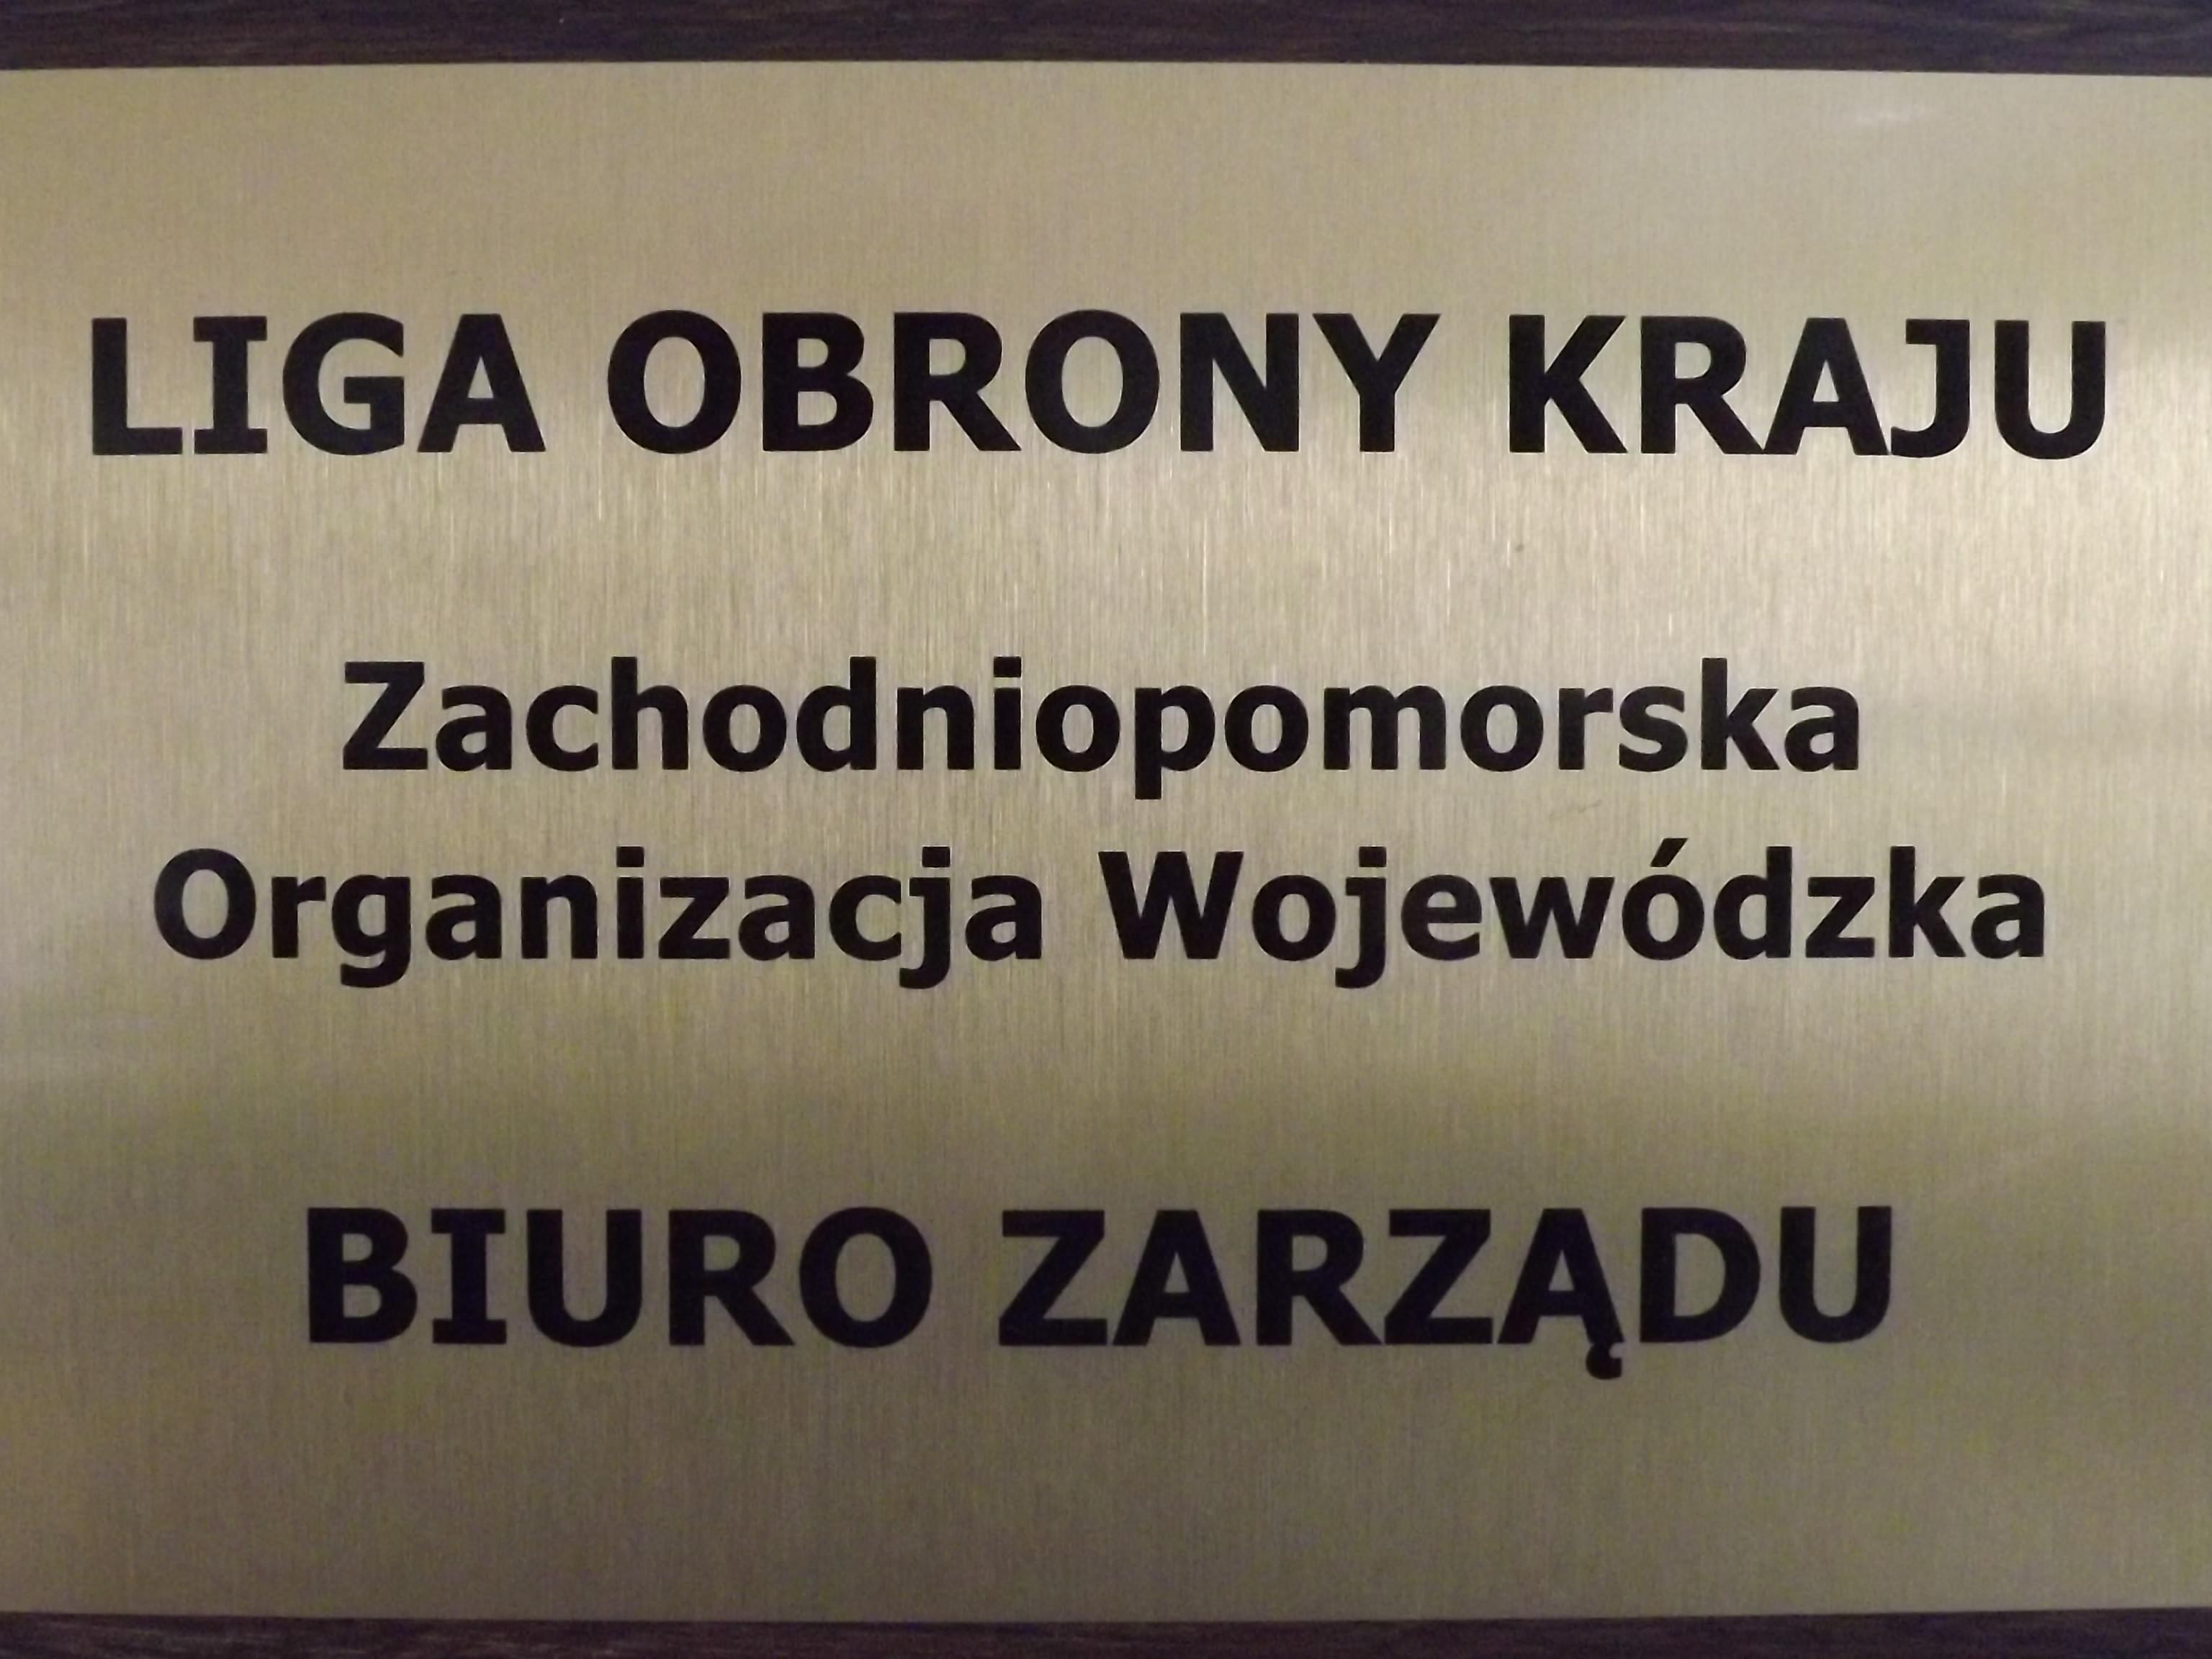 LIGA OBRONY KRAJU
Zachodniopomorska
Organizacja Wojewódzka
BIURO ZARZĄDU